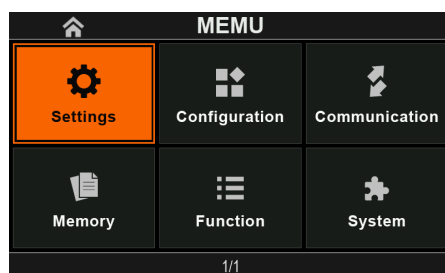 MEMU
Settings
Configuration
Communication
Memory
Function
System
1/1